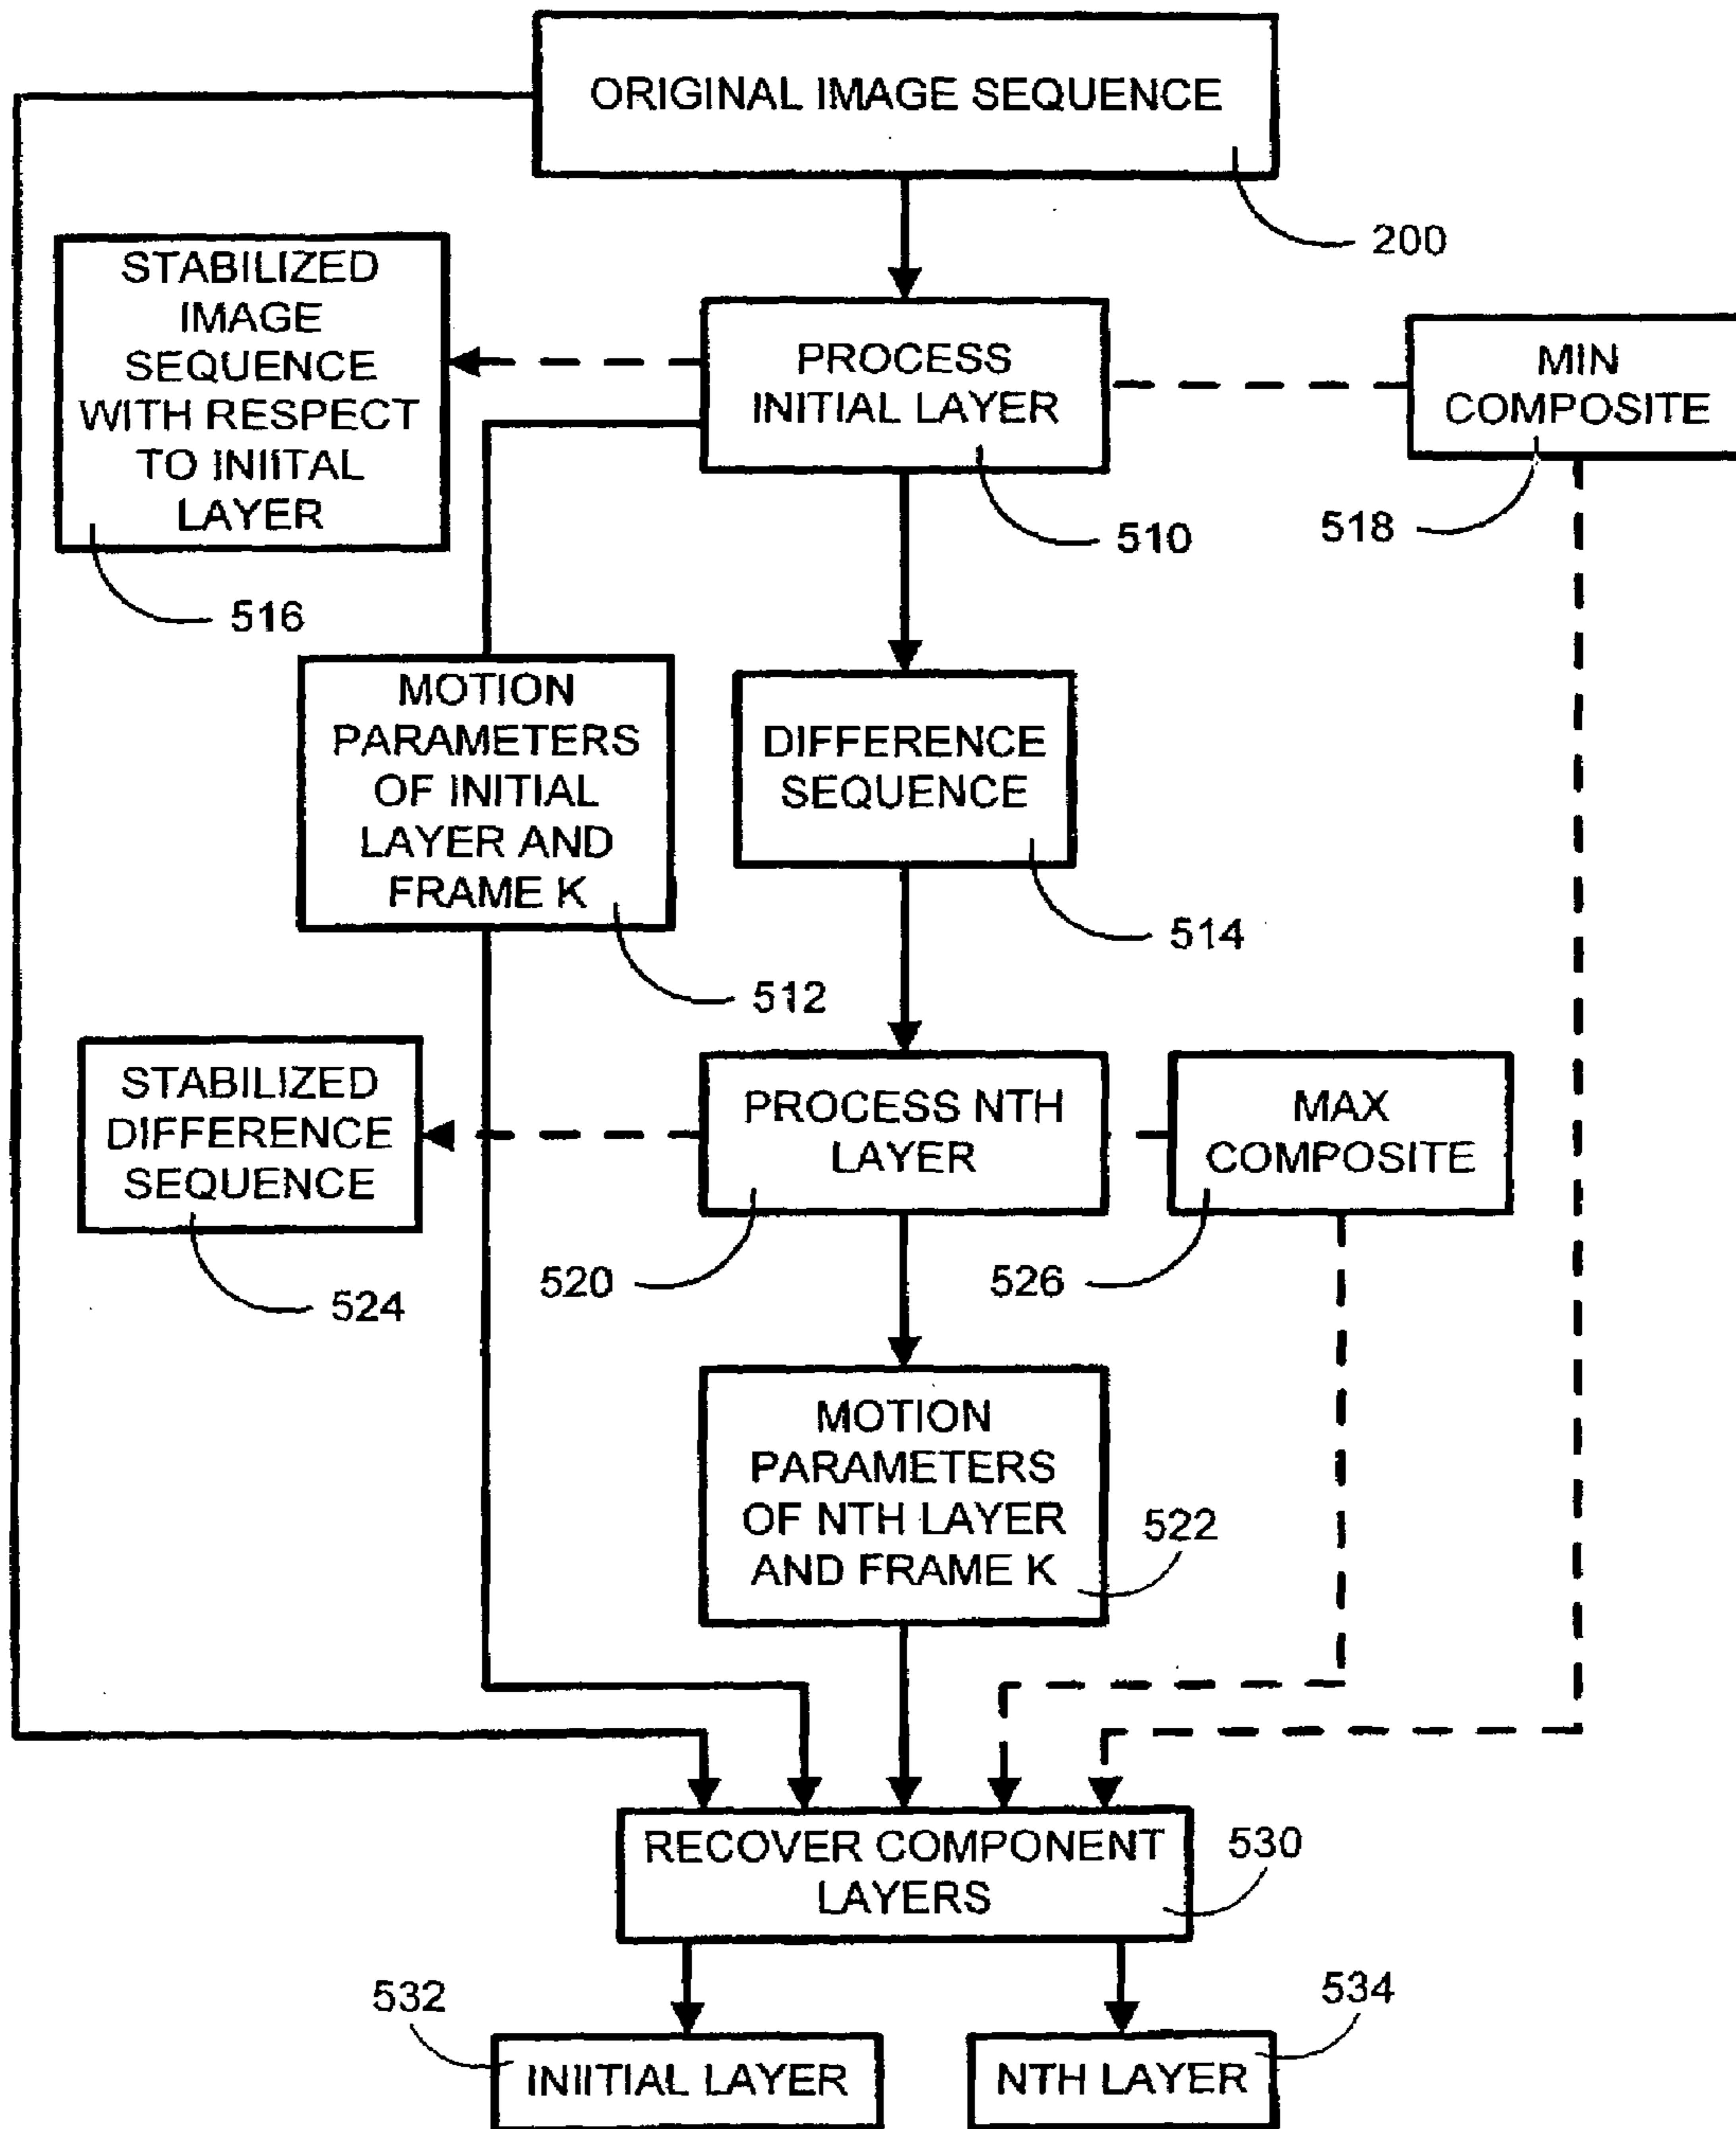 ORIGINAL IMAGE SEQUENCE
200
STABILIZED
IMAGE
SEQUENCE
WITH RESPECT
TO INIITAL
LAYER
516
PROCESS
INITIAL LAYER
510
MIN
COMPOSITE
518
MOTION
PARAMETERS
OF INITIAL
LAYER AND
FRAME K
512
DIFFERENCE
SEQUENCE
514
STABILIZED
DIFFERENCE
SEQUENCE
524
PROCESS NTH
LAYER
520
MAX
COMPOSITE
526
MOTION
PARAMETERS
OF NTH LAYER
AND FRAME K
522
RECOVER COMPONENT
LAYERS
530
532
INIITIAL LAYER
534
NTH LAYER